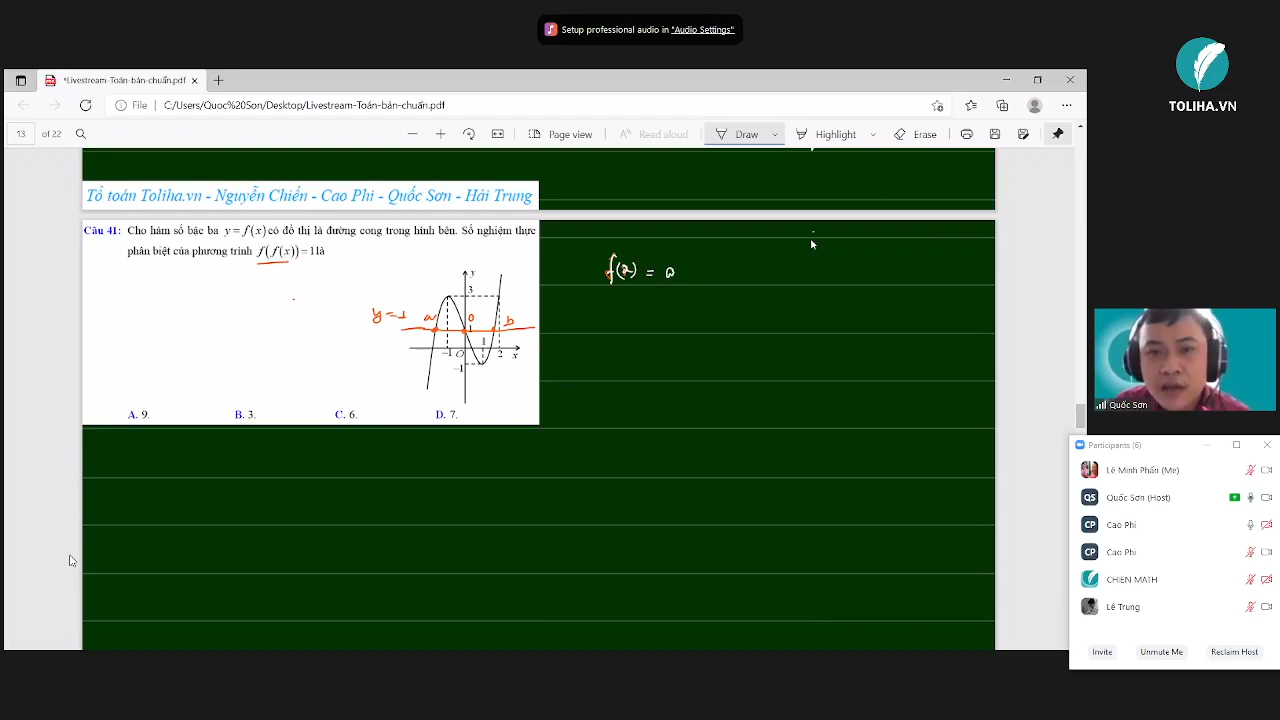 Setup professional audio in "Audio Settings"
TOLIHA.VN
*Livestream-Toán-bản-chuẩn.pdf
File C:/Users/Quoc%20Son/Desktop/Livestream-Toán-bản-chuẩn.pdf
13 of 22 Page view Read aloud Draw Highlight Erase
Tổ toán Toliha.vn - Nguyễn Chiến - Cao Phi - Quốc Sơn - Hải Trung
Câu 41: Cho hàm số bậc ba y = f(x) có đồ thị là đường cong trong hình bên. Số nghiệm thực
phân biệt của phương trình f(f(x)) = 1 là
f(2) = a
y
3
y = 1 a 0 b
1
1
-1 O 2 x
-1
A. 9. B. 3. C. 6. D. 7.
Quốc Sơn
Participants (6)
Lê Minh Phấn (Me)
QS Quốc Sơn (Host)
CP Cao Phi
CP Cao Phi
CHIEN MATH
Lê Trung
Invite Unmute Me Reclaim Host